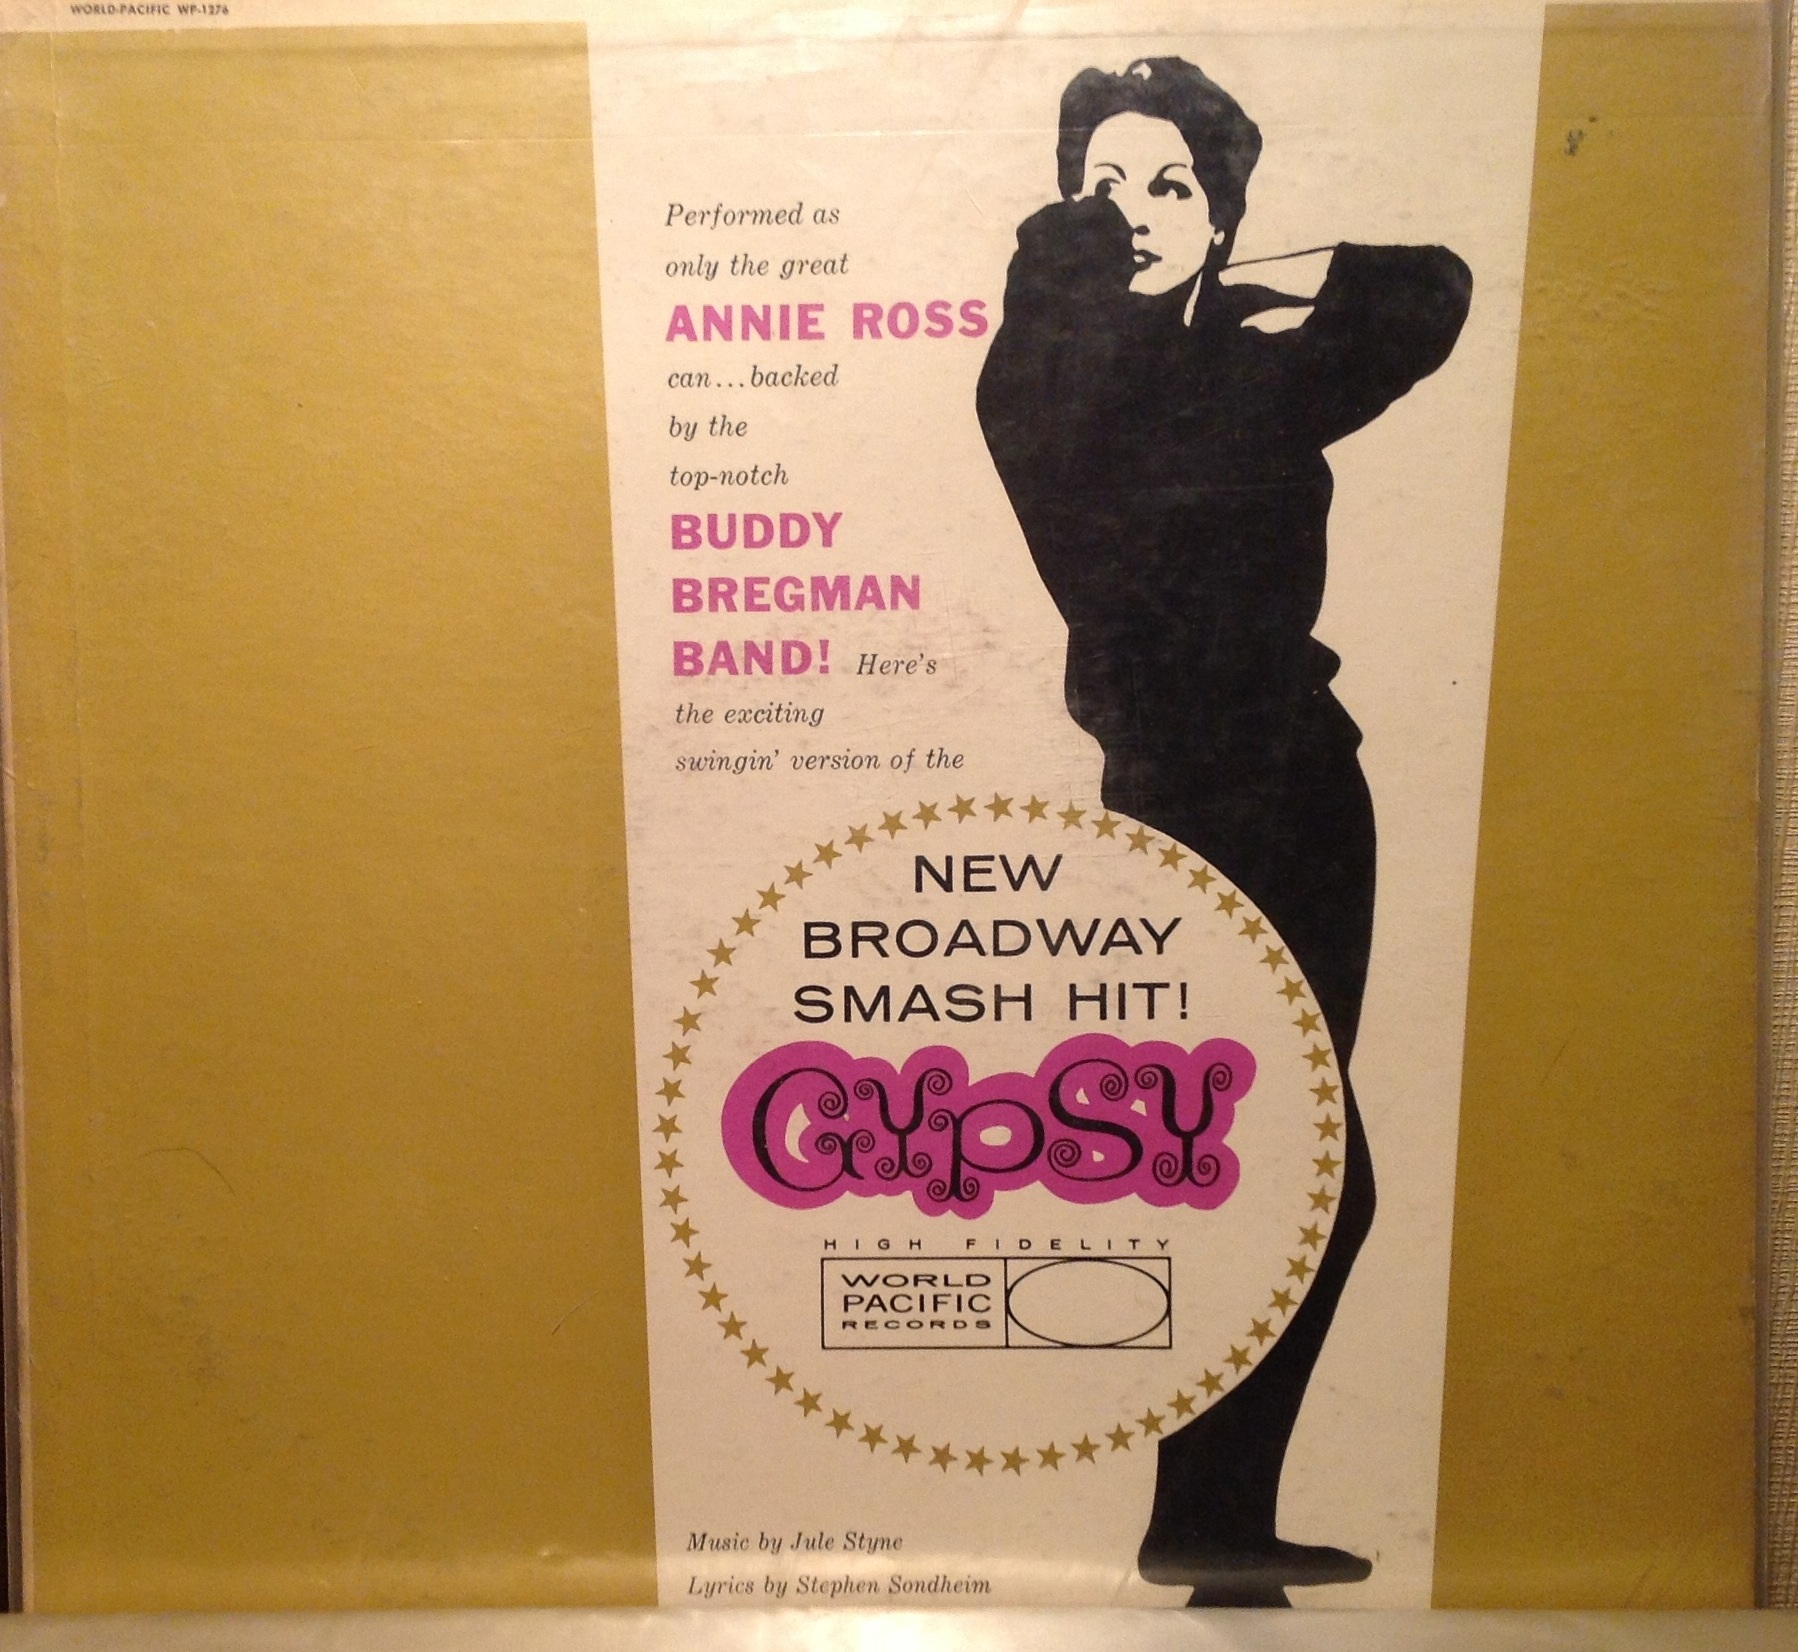 WORLD-PACIFIC WP-1276
Performed as
only the great
ANNIE ROSS
can...backed
by the
top-notch
BUDDY
BREGMAN
BAND! Here's
the exciting
swingin' version of the
NEW
BROADWAY
SMASH HIT!
GYPSY
HIGH FIDELITY
WORLD
PACIFIC
RECORDS
Music by Jule Styne
Lyrics by Stephen Sondheim